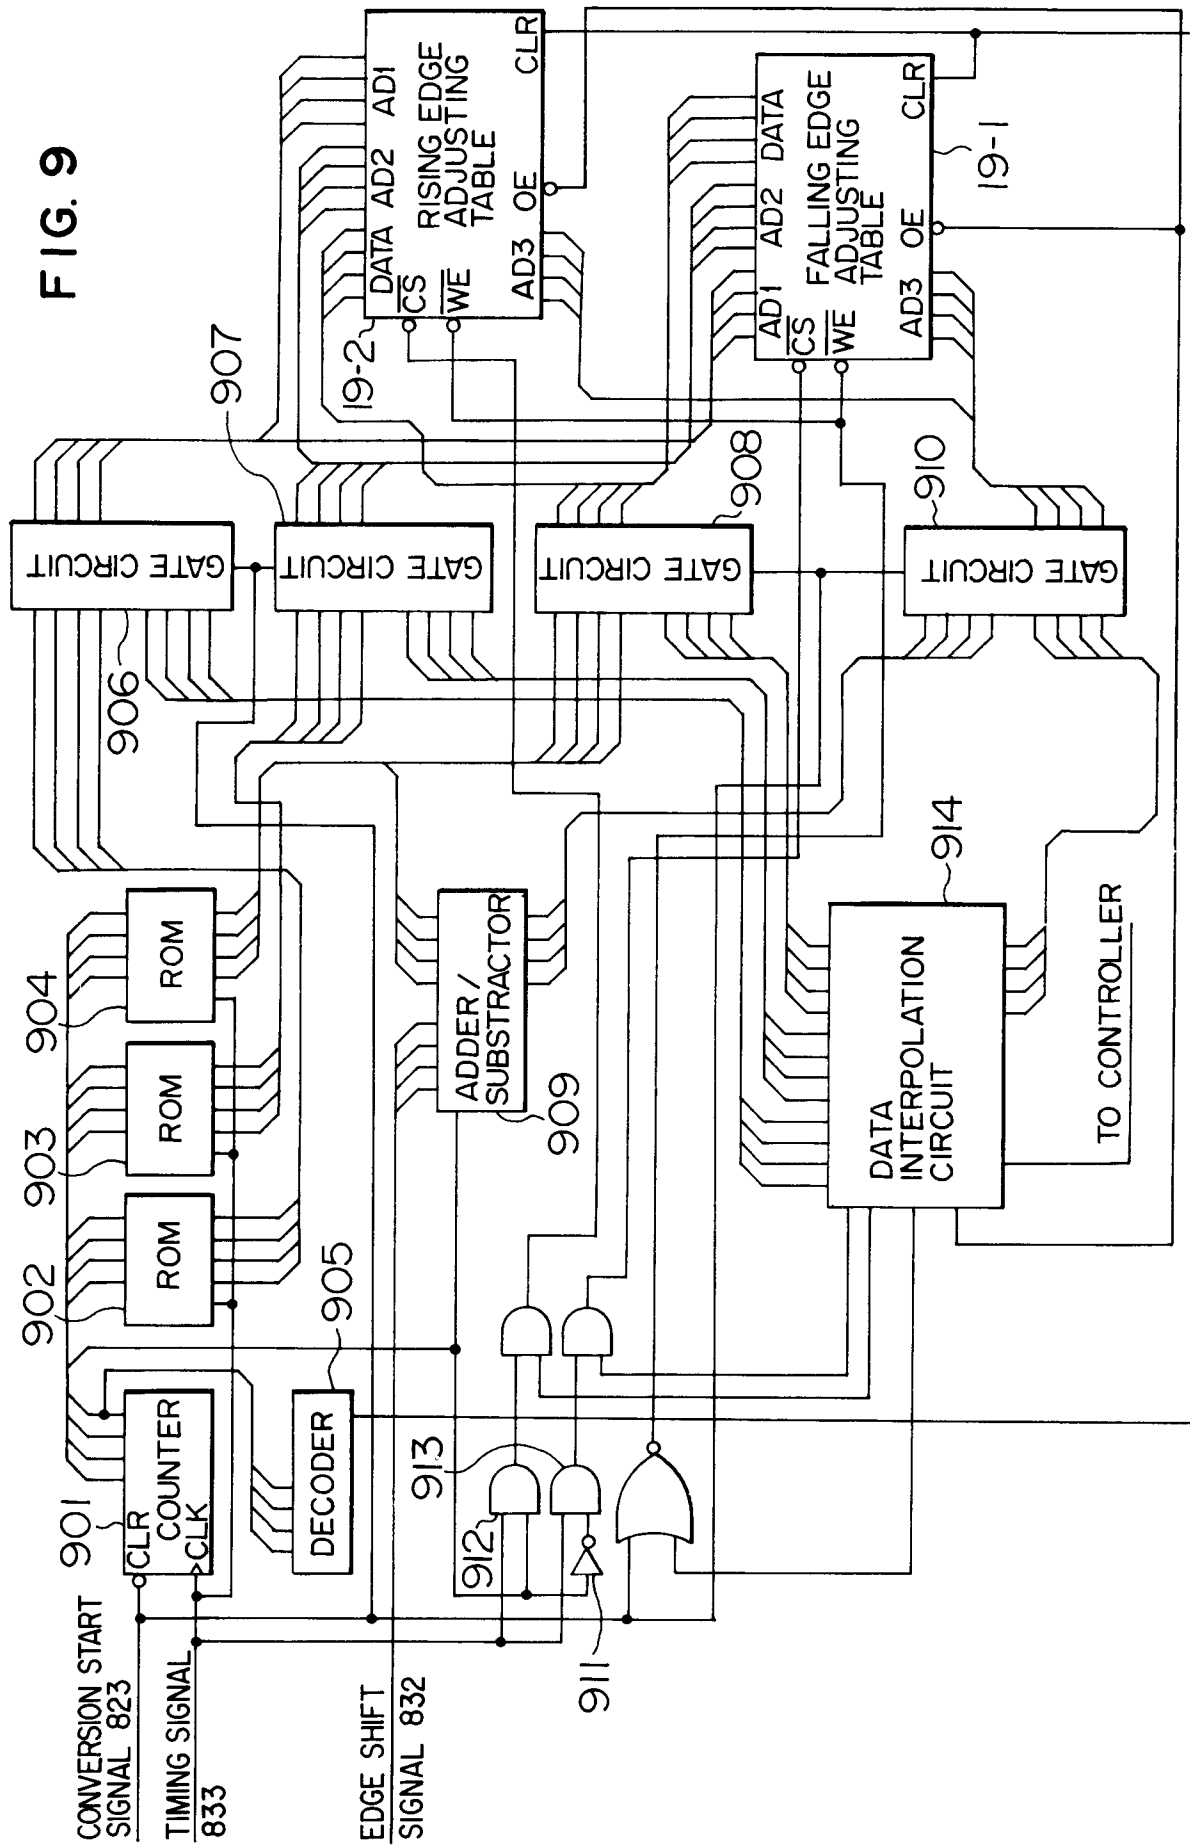 FIG. 9
CONVERSION START
SIGNAL 823
TIMING SIGNAL
833
EDGE SHIFT
SIGNAL 832
901
CLR
COUNTER
CLK
902
ROM
903
ROM
904
ROM
905
DECODER
906
GATE CIRCUIT
907
GATE CIRCUIT
908
GATE CIRCUIT
910
GATE CIRCUIT
ADDER/
SUBSTRACTOR
909
911
912
913
914
DATA
INTERPOLATION
CIRCUIT
TO CONTROLLER
19-2
DATA AD2 AD1
CS
WE
RISING EDGE
ADJUSTING
TABLE
AD3 OE CLR
AD1 AD2 DATA
CS
WE
FALLING EDGE
ADJUSTING
TABLE
AD3 OE CLR
19-1